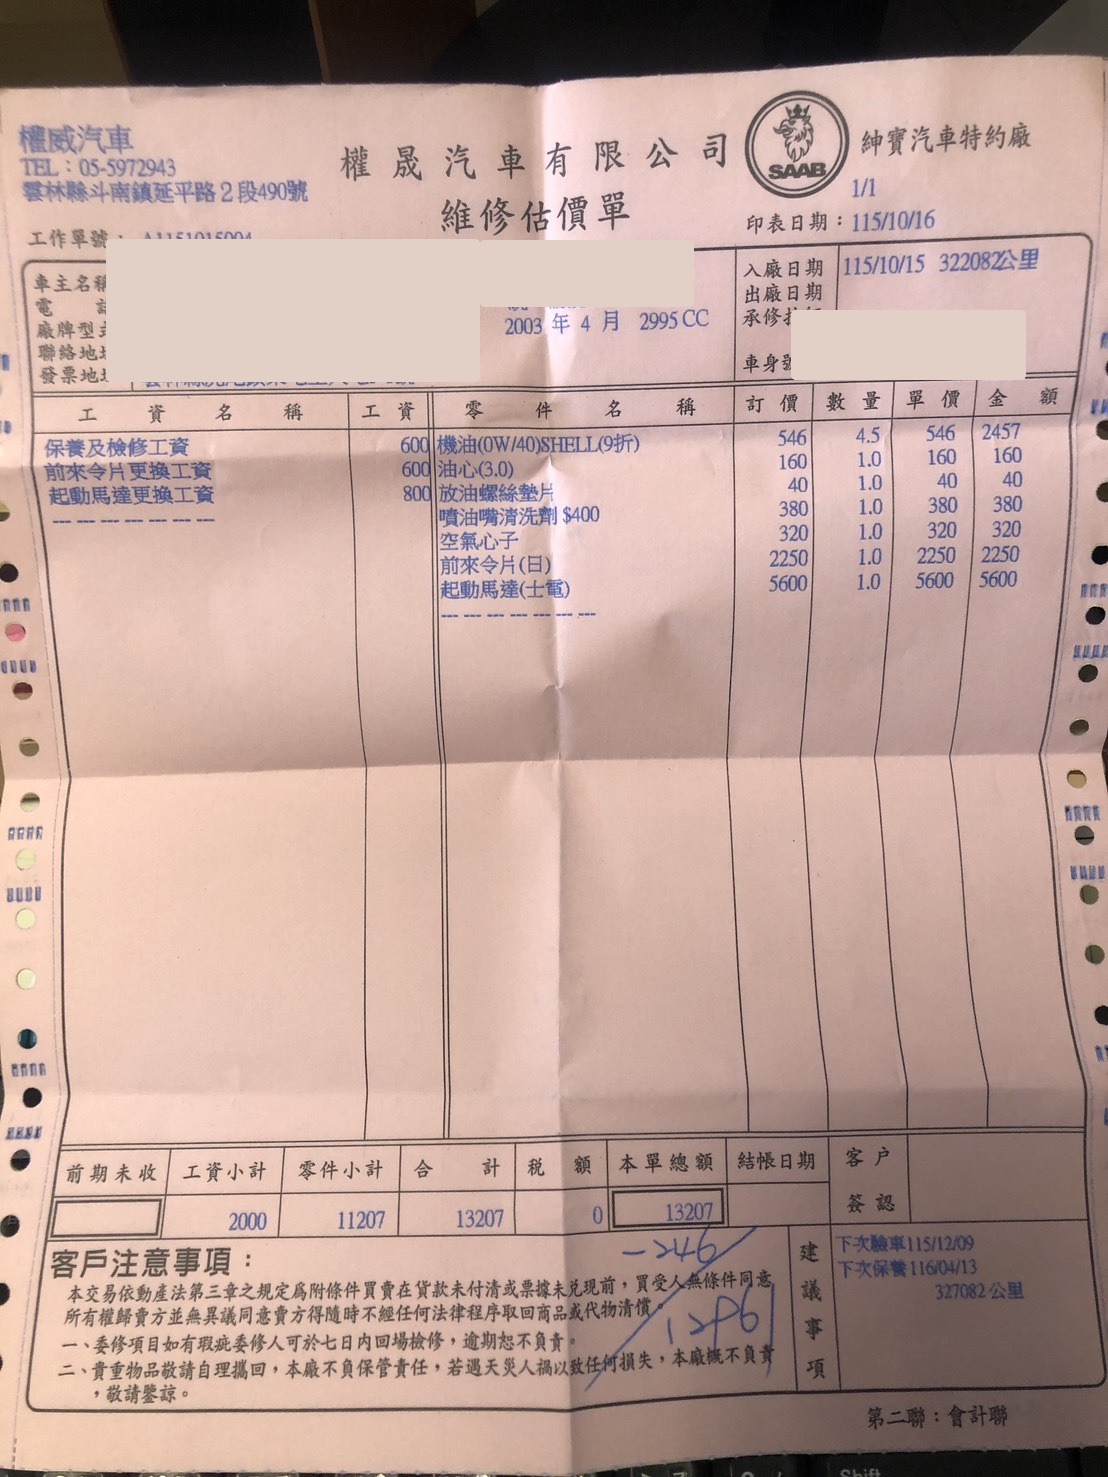 權威汽車
TEL：05-5972943
雲林縣斗南鎮延平路２段490號
權晟汽車有限公司
維修估價單
SAAB
紳寶汽車特約廠
1/1
印表日期：115/10/16
工作單號：
車主名稱
電
廠牌型
聯絡地
發票地
2003 年 4 月 2995 CC
入廠日期 115/10/15 322082公里
出廠日期
承修
車身號
工資名稱 工資 零件名稱 訂價 數量 單價 金額
保養及檢修工資 600 機油(0W/40)SHELL(9折) 546 4.5 546 2457
前來令片更換工資 600 油心(3.0) 160 1.0 160 160
起動馬達更換工資 800 放油螺絲墊片 40 1.0 40 40
--- --- --- --- --- --- --- 噴油嘴清洗劑 $400 380 1.0 380 380
空氣心子 320 1.0 320 320
前來令片(日) 2250 1.0 2250 2250
起動馬達(士電) 5600 1.0 5600 5600
--- --- --- --- --- --- ---
前期未收 工資小計 零件小計 合計 稅額 本單總額 結帳日期 客戶簽認
2000 11207 13207 0 13207
-246
12961
客戶注意事項：
本交易依動產法第三章之規定爲附條件買賣在貨款未付清或票據未兑現前，買受人無條件同意
所有權歸賣方並無異議同意賣方得隨時不經任何法律程序取回商品或代物清償。
一、委修項目如有瑕疵委修人可於七日内回場檢修，逾期恕不負責。
二、貴重物品敬請自理攜回，本廠不負保管責任，若遇天災人禍以致任何損失，本廠概不負責
，敬請鑒諒。
建議事項
下次驗車115/12/09
下次保養116/04/13
327082公里
第二聯：會計聯
Shift